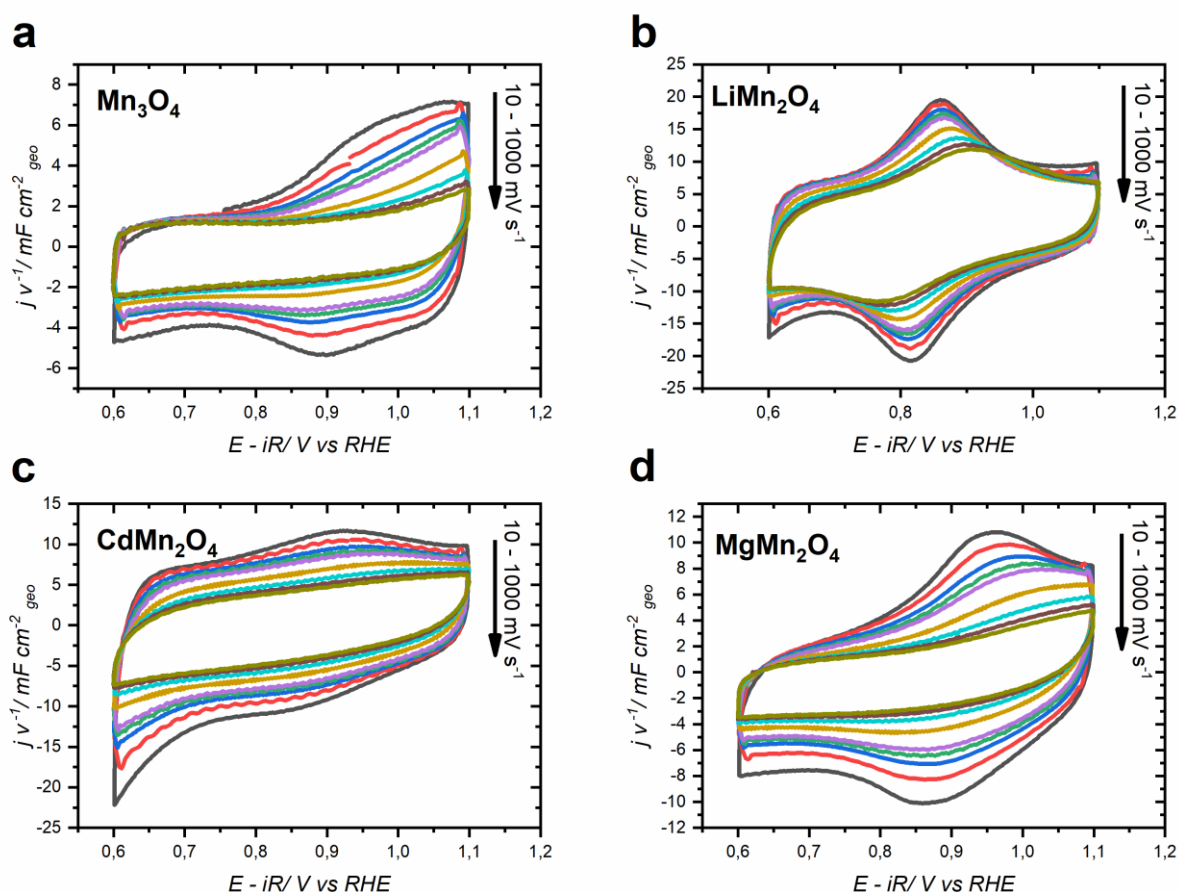 a
Mn₃O₄
10 - 1000 mV s⁻¹
8
6
4
2
0
-2
-4
-6
j v⁻¹/ mF cm⁻² geo
0,6 0,7 0,8 0,9 1,0 1,1 1,2
E - iR/ V vs RHE
b
LiMn₂O₄
10 - 1000 mV s⁻¹
25
20
15
10
5
0
-5
-10
-15
-20
-25
j v⁻¹/ mF cm⁻² geo
0,6 0,8 1,0 1,2
E - iR/ V vs RHE
c
CdMn₂O₄
10 - 1000 mV s⁻¹
15
10
5
0
-5
-10
-15
-20
-25
j v⁻¹/ mF cm⁻² geo
0,6 0,7 0,8 0,9 1,0 1,1 1,2
E - iR/ V vs RHE
d
MgMn₂O₄
10 - 1000 mV s⁻¹
12
10
8
6
4
2
0
-2
-4
-6
-8
-10
-12
j v⁻¹/ mF cm⁻² geo
0,6 0,7 0,8 0,9 1,0 1,1 1,2
E - iR/ V vs RHE